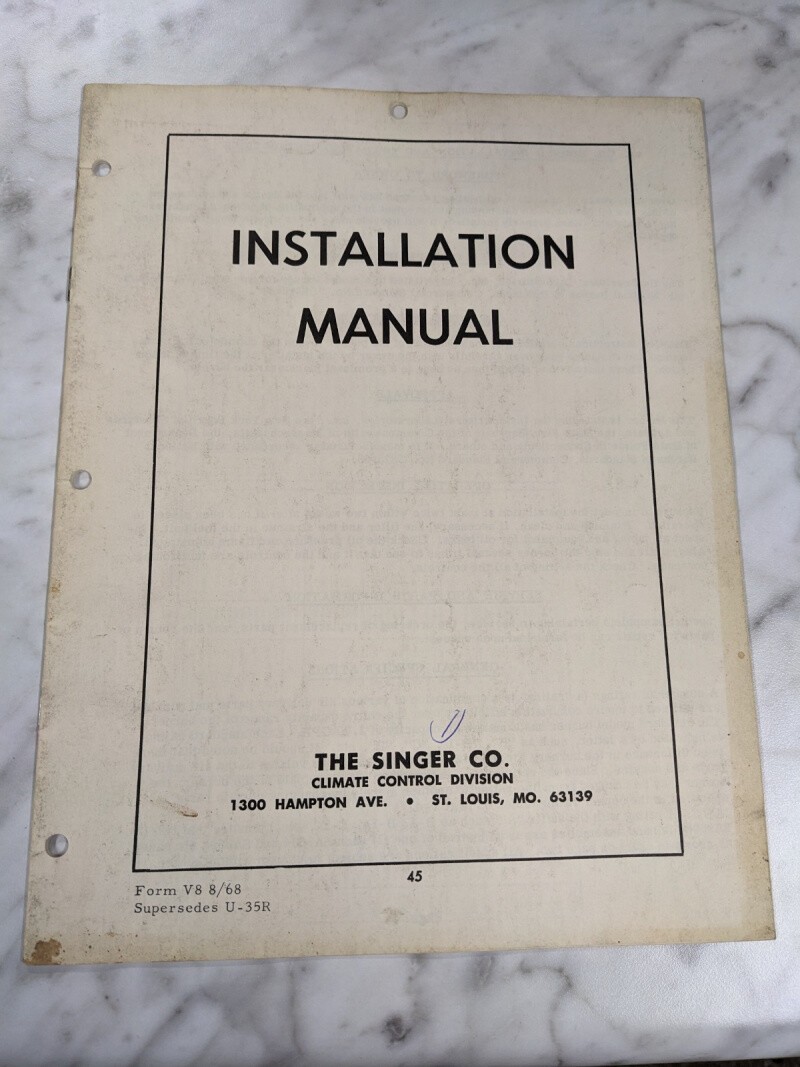 INSTALLATION
MANUAL
THE SINGER CO.
CLIMATE CONTROL DIVISION
1300 HAMPTON AVE. • ST. LOUIS, MO. 63139
45
Form V8 8/68
Supersedes U-35R